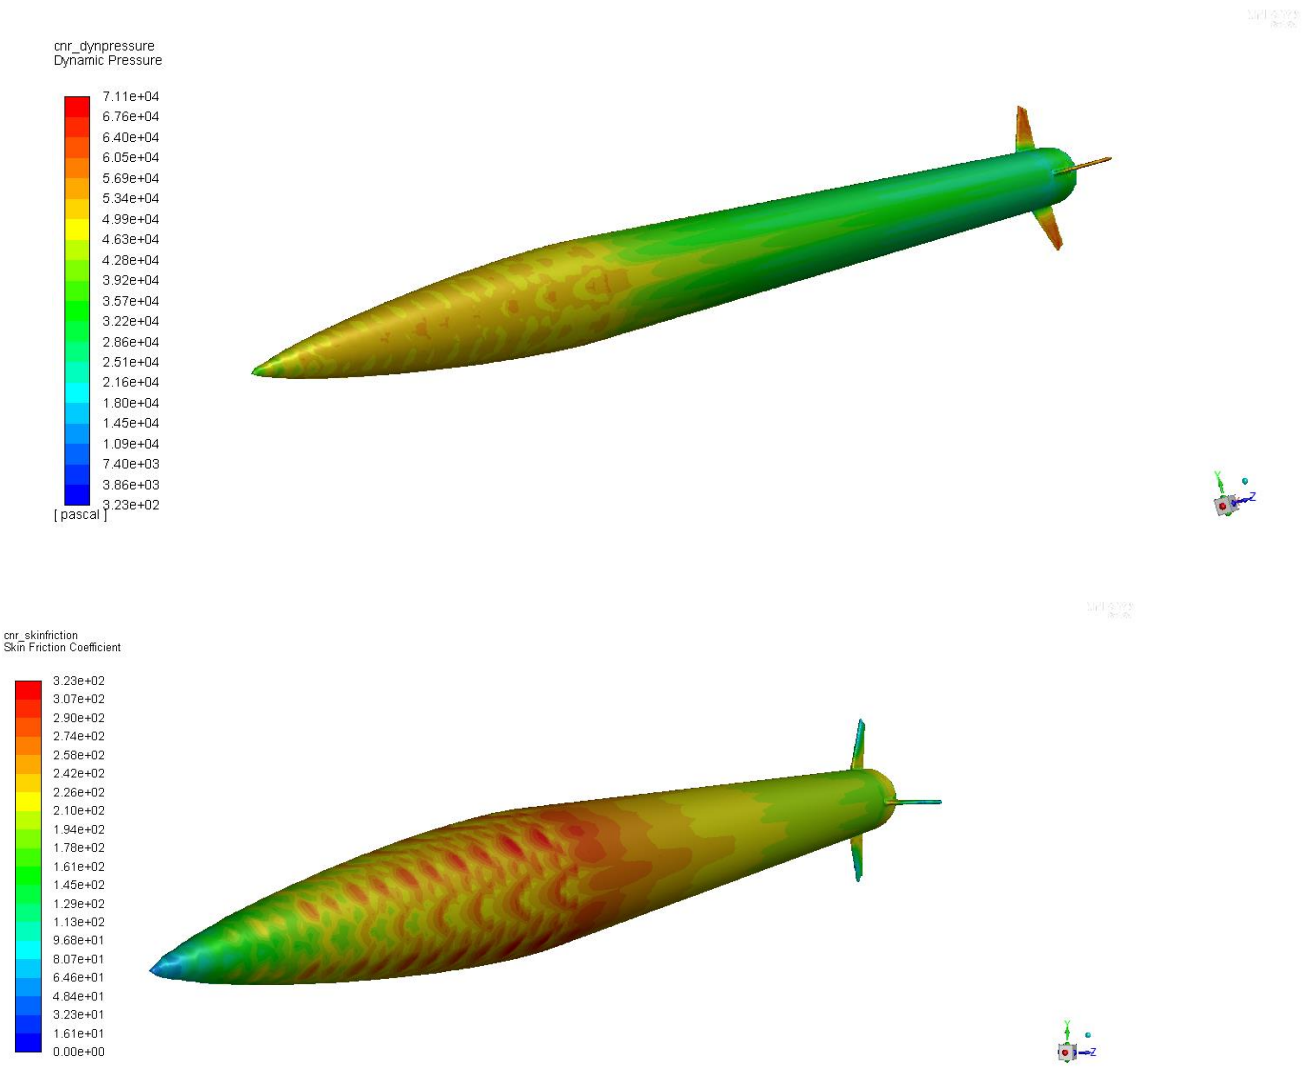 cnr_dynpressure
Dynamic Pressure
7.11e+04
6.76e+04
6.40e+04
6.05e+04
5.69e+04
5.34e+04
4.99e+04
4.63e+04
4.28e+04
3.92e+04
3.57e+04
3.22e+04
2.86e+04
2.51e+04
2.16e+04
1.80e+04
1.45e+04
1.09e+04
7.40e+03
3.86e+03
3.23e+02
[ pascal ]
Y
Z
cnr_skinfriction
Skin Friction Coefficient
3.23e+02
3.07e+02
2.90e+02
2.74e+02
2.58e+02
2.42e+02
2.26e+02
2.10e+02
1.94e+02
1.78e+02
1.61e+02
1.45e+02
1.29e+02
1.13e+02
9.68e+01
8.07e+01
6.46e+01
4.84e+01
3.23e+01
1.61e+01
0.00e+00
Y
Z